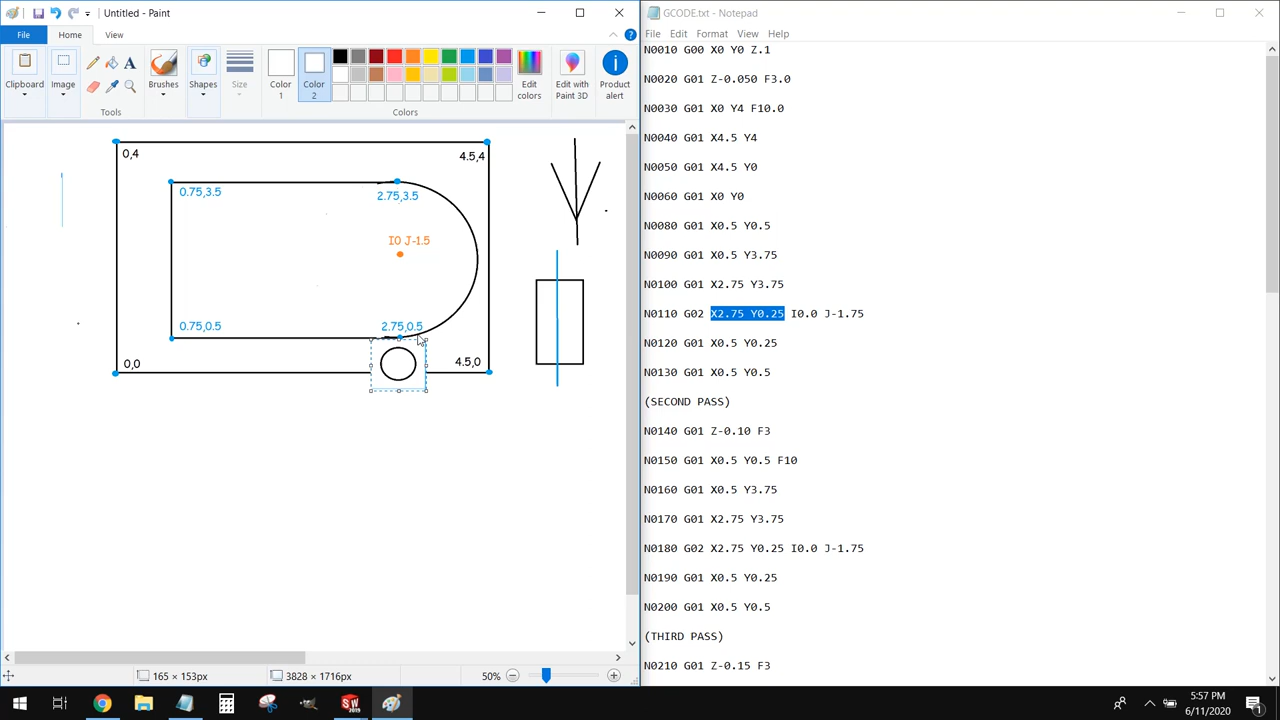 Untitled - Paint
File Home View
Clipboard
Image
Tools
Brushes
Shapes
Size
Color 1
Color 2
Edit colors
Edit with Paint 3D
Product alert
Colors
0,4
4.5,4
0.75,3.5
2.75,3.5
I0 J-1.5
0.75,0.5
2.75,0.5
0,0
4.5,0
165 × 153px
3828 × 1716px
50%
GCODE.txt - Notepad
File Edit Format View Help
N0010 G00 X0 Y0 Z.1
N0020 G01 Z-0.050 F3.0
N0030 G01 X0 Y4 F10.0
N0040 G01 X4.5 Y4
N0050 G01 X4.5 Y0
N0060 G01 X0 Y0
N0080 G01 X0.5 Y0.5
N0090 G01 X0.5 Y3.75
N0100 G01 X2.75 Y3.75
N0110 G02 X2.75 Y0.25 I0.0 J-1.75
N0120 G01 X0.5 Y0.25
N0130 G01 X0.5 Y0.5
(SECOND PASS)
N0140 G01 Z-0.10 F3
N0150 G01 X0.5 Y0.5 F10
N0160 G01 X0.5 Y3.75
N0170 G01 X2.75 Y3.75
N0180 G02 X2.75 Y0.25 I0.0 J-1.75
N0190 G01 X0.5 Y0.25
N0200 G01 X0.5 Y0.5
(THIRD PASS)
N0210 G01 Z-0.15 F3
5:57 PM
6/11/2020